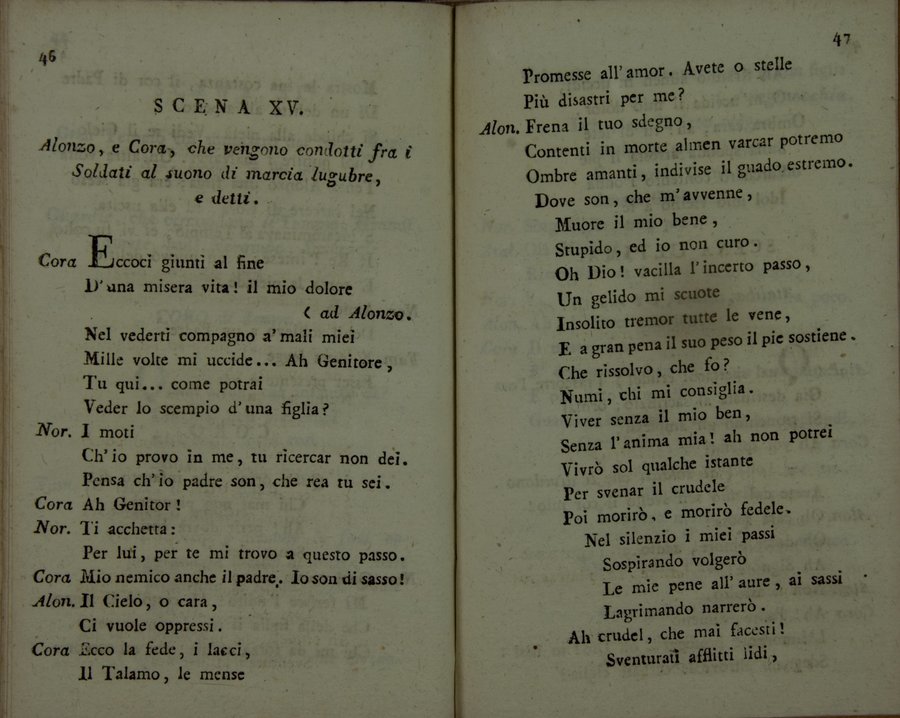 46
SCENA XV.
Alonzo, e Cora, che vengono condotti fra i
Soldati al suono di marcia lugubre,
e detti.
Cora Eccoci giunti al fine
D'una misera vita! il mio dolore
( ad Alonzo.
Nel vederti compagno a' mali miei
Mille volte mi uccide... Ah Genitore,
Tu qui... come potrai
Veder lo scempio d'una figlia?
Nor. I moti
Ch'io provo in me, tu ricercar non dei.
Pensa ch'io padre son, che rea tu sei.
Cora Ah Genitor!
Nor. Ti acchetta:
Per lui, per te mi trovo a questo passo.
Cora Mio nemico anche il padre. Io son di sasso!
Alon. Il Cielo, o cara,
Ci vuole oppressi.
Cora Ecco la fede, i lacci,
Il Talamo, le mense
47
Promesse all'amor. Avete o stelle
Più disastri per me?
Alon. Frena il tuo sdegno,
Contenti in morte almen varcar potremo
Ombre amanti, indivise il guado estremo.
Dove son, che m'avvenne,
Muore il mio bene,
Stupido, ed io non curo.
Oh Dio! vacilla l'incerto passo,
Un gelido mi scuote
Insolito tremor tutte le vene,
E a gran pena il suo peso il pie sostiene.
Che rissolvo, che fo?
Numi, chi mi consiglia.
Viver senza il mio ben,
Senza l'anima mia! ah non potrei
Vivrò sol qualche istante
Per svenar il crudele
Poi morirò, e morirò fedele.
Nel silenzio i miei passi
Sospirando volgerò
Le mie pene all'aure, ai sassi
Lagrimando narrerò.
Ah crudel, che mai facesti!
Sventurati afflitti lidi,